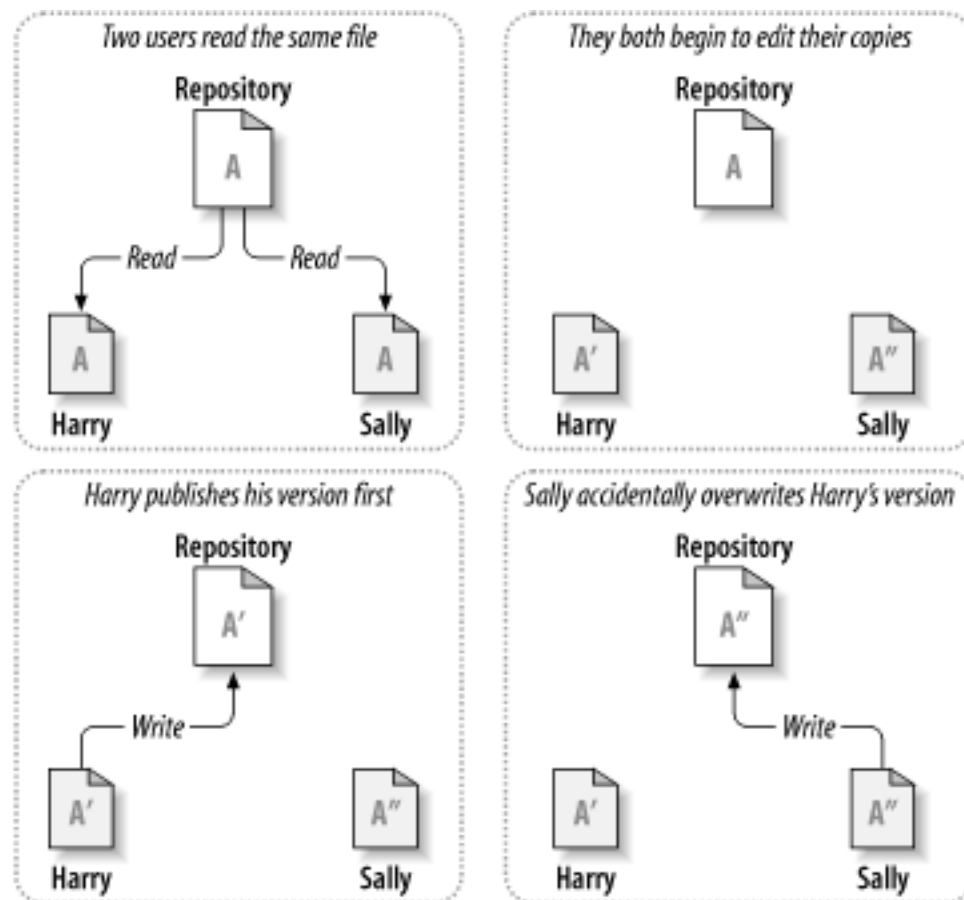 Two users read the same file
Repository
A
Read
Read
A
A
Harry
Sally
They both begin to edit their copies
Repository
A
A′
A″
Harry
Sally
Harry publishes his version first
Repository
A′
Write
A′
A″
Harry
Sally
Sally accidentally overwrites Harry's version
Repository
A″
Write
A′
A″
Harry
Sally